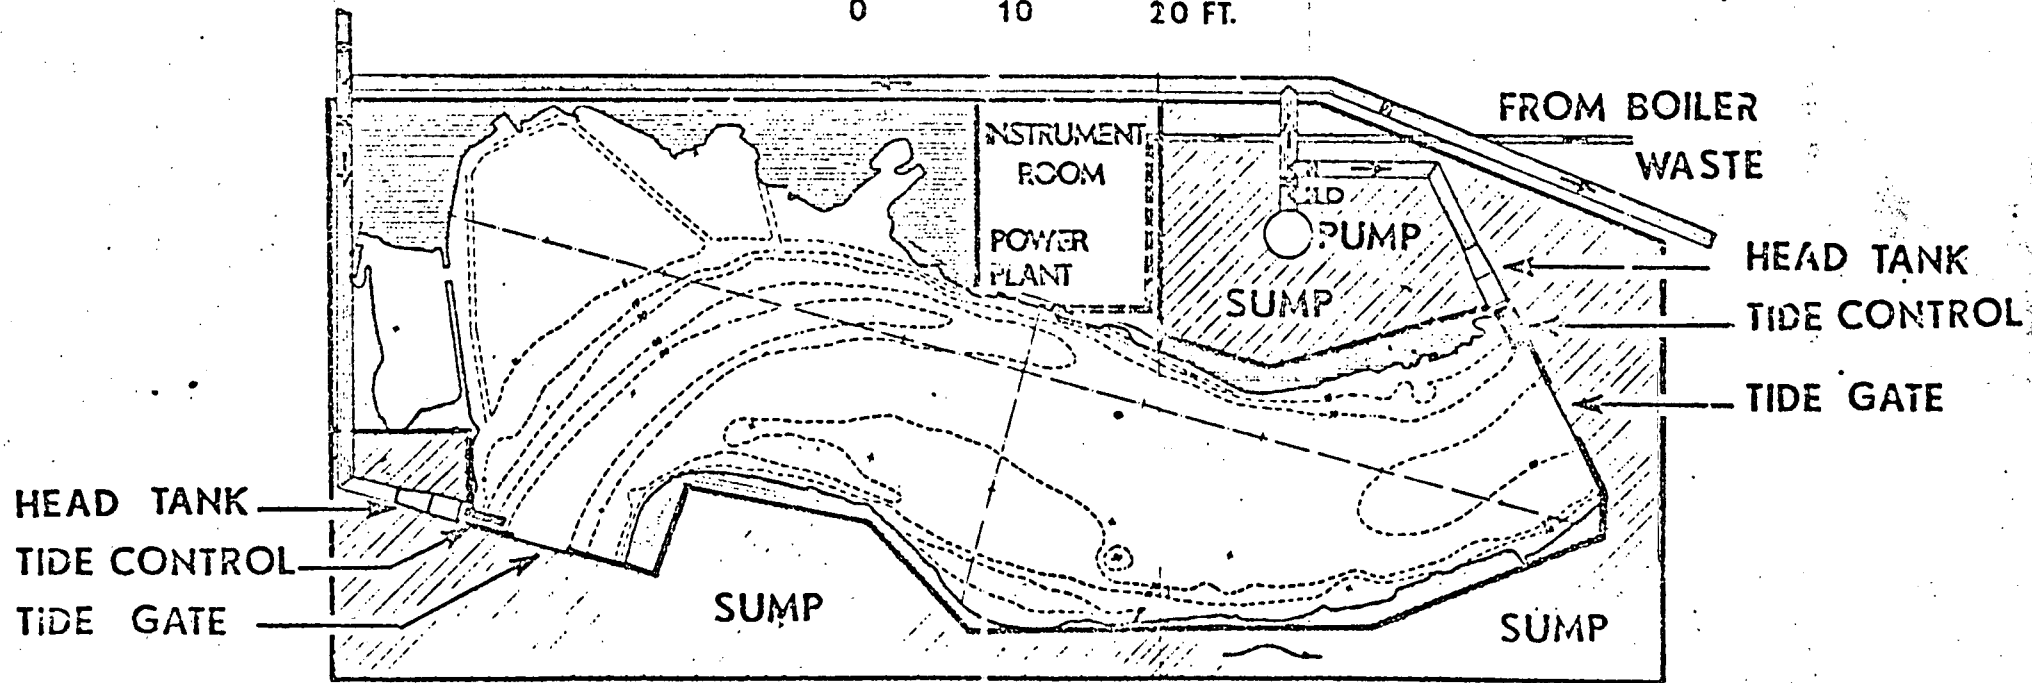 0 10 20 FT.
FROM BOILER
WASTE
INSTRUMENT
ROOM
POWER
PLANT
PUMP
SUMP
HEAD TANK
TIDE CONTROL
TIDE GATE
HEAD TANK
TIDE CONTROL
TIDE GATE
SUMP
SUMP